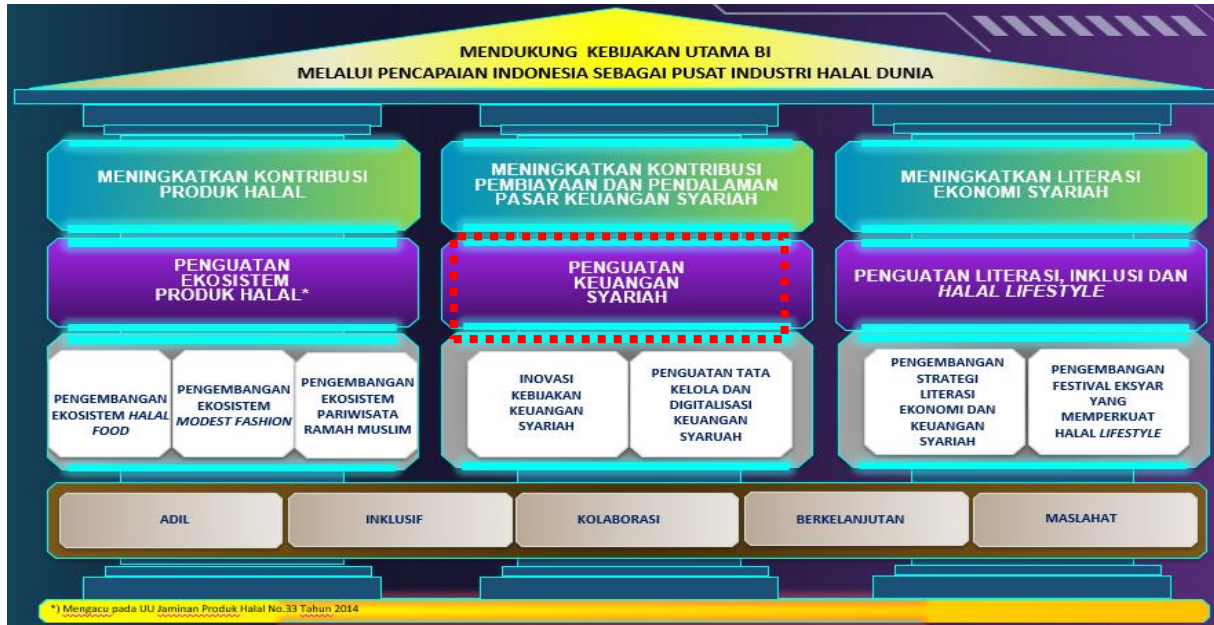 MENDUKUNG KEBIJAKAN UTAMA BI
MELALUI PENCAPAIAN INDONESIA SEBAGAI PUSAT INDUSTRI HALAL DUNIA
MENINGKATKAN KONTRIBUSI
PRODUK HALAL
MENINGKATKAN KONTRIBUSI
PEMBIAYAAN DAN PENDALAMAN
PASAR KEUANGAN SYARIAH
MENINGKATKAN LITERASI
EKONOMI SYARIAH
PENGUATAN
EKOSISTEM
PRODUK HALAL*
PENGUATAN
KEUANGAN
SYARIAH
PENGUATAN LITERASI, INKLUSI DAN
HALAL LIFESTYLE
PENGEMBANGAN
EKOSISTEM HALAL
FOOD
PENGEMBANGAN
EKOSISTEM
MODEST FASHION
PENGEMBANGAN
EKOSISTEM
PARIWISATA
RAMAH MUSLIM
INOVASI
KEBIJAKAN
KEUANGAN
SYARIAH
PENGUATAN TATA
KELOLA DAN
DIGITALISASI
KEUANGAN
SYARUAH
PENGEMBANGAN
STRATEGI
LITERASI
EKONOMI DAN
KEUANGAN
SYARIAH
PENGEMBANGAN
FESTIVAL EKSYAR
YANG
MEMPERKUAT
HALAL LIFESTYLE
ADIL
INKLUSIF
KOLABORASI
BERKELANJUTAN
MASLAHAT
*) Mengacu pada UU Jaminan Produk Halal No.33 Tahun 2014